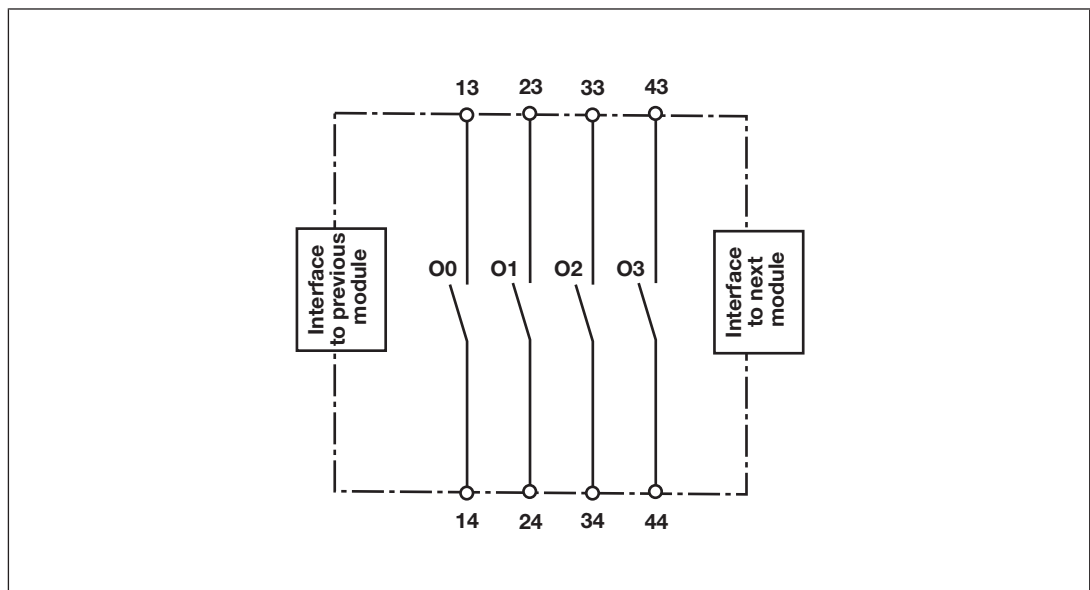 13 23 33 43
Interface
to previous
module
O0 O1 O2 O3
Interface
to next
module
14 24 34 44